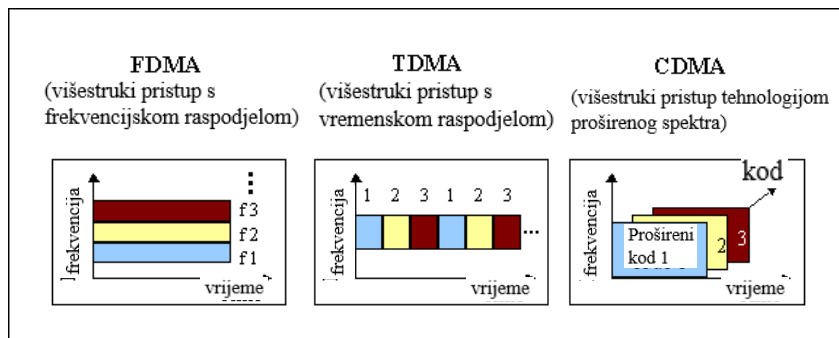 FDMA
(višestruki pristup s
frekvencijskom raspodjelom)
TDMA
(višestruki pristup s
vremenskom raspodjelom)
CDMA
(višestruki pristup tehnologijom
proširenog spektra)
frekvencija
f3
f2
f1
vrijeme
frekvencija
1 2 3 1 2 3
...
vrijeme
kod
frekvencija
Prošireni
kod 1
2
3
vrijeme